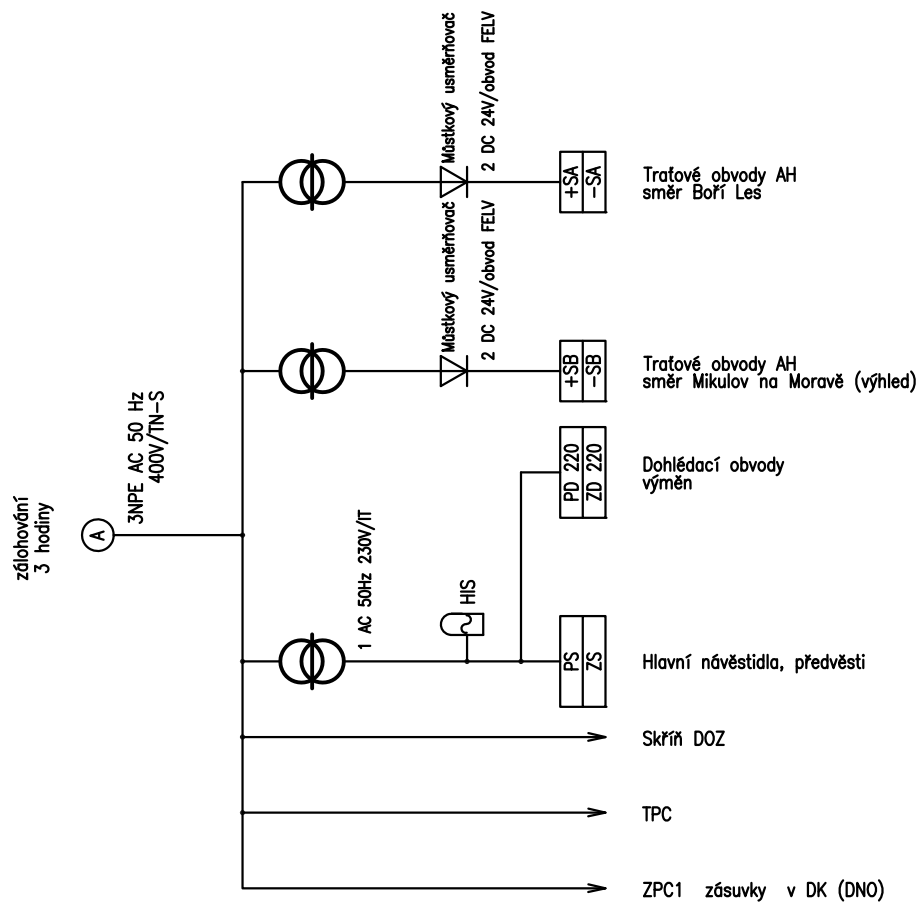 Můstkový usměrňovač
2 DC 24V/obvod FELV
+SA
-SA
Traťové obvody AH
směr Boří Les
Můstkový usměrňovač
2 DC 24V/obvod FELV
+SB
-SB
Traťové obvody AH
směr Mikulov na Moravě (výhled)
zálohování
3 hodiny
A
3NPE AC 50 Hz
400V/TN-S
PD 220
ZD 220
Dohlédací obvody
výměn
1 AC 50Hz 230V/IT
HIS
PS
ZS
Hlavní návěstidla, předvěsti
Skříň DOZ
TPC
ZPC1 zásuvky v DK (DNO)